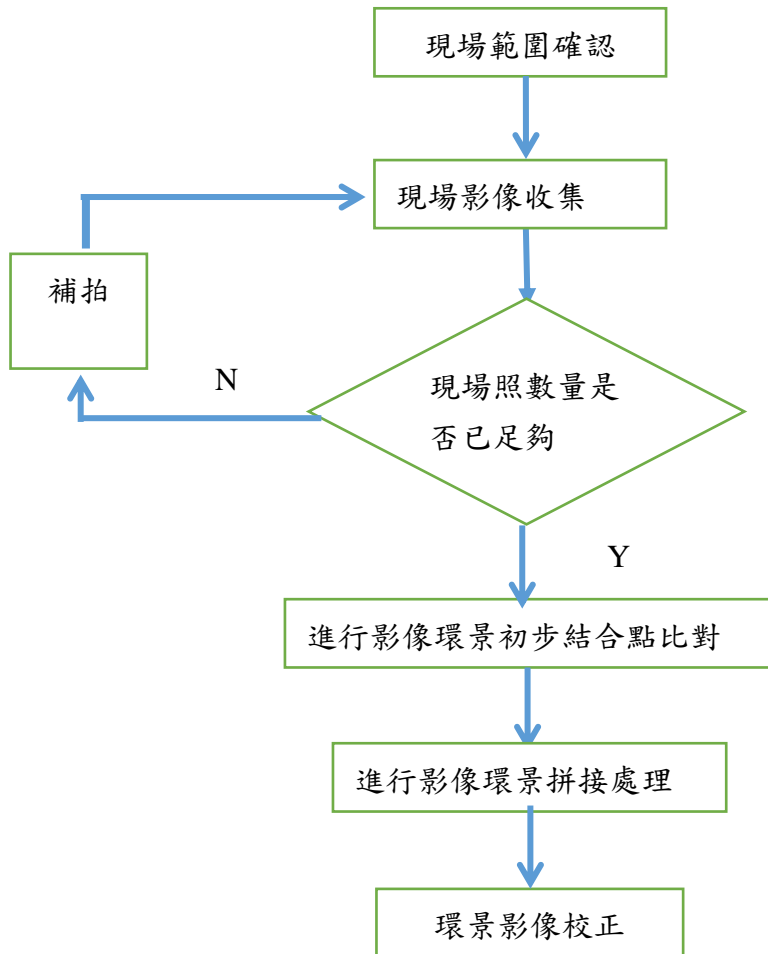 現場範圍確認
現場影像收集
補拍
N
現場照數量是
否已足夠
Y
進行影像環景初步結合點比對
進行影像環景拼接處理
環景影像校正